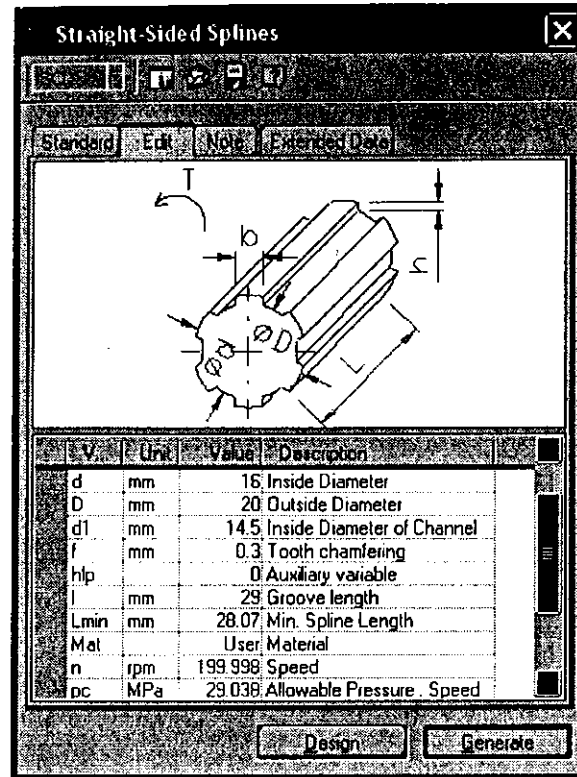 Straight-Sided Splines
Standard Edit Note Extended Data
T
b
h
ØD
Ød
L
V. Unit Value Description
d mm 16 Inside Diameter
D mm 20 Outside Diameter
d1 mm 14.5 Inside Diameter of Channel
f mm 0.3 Tooth chamfering
hlp 0 Auxiliary variable
l mm 29 Groove length
Lmin mm 28.07 Min. Spline Length
Mat User Material
n rpm 199.998 Speed
pc MPa 29.038 Allowable Pressure . Speed
Design Generate